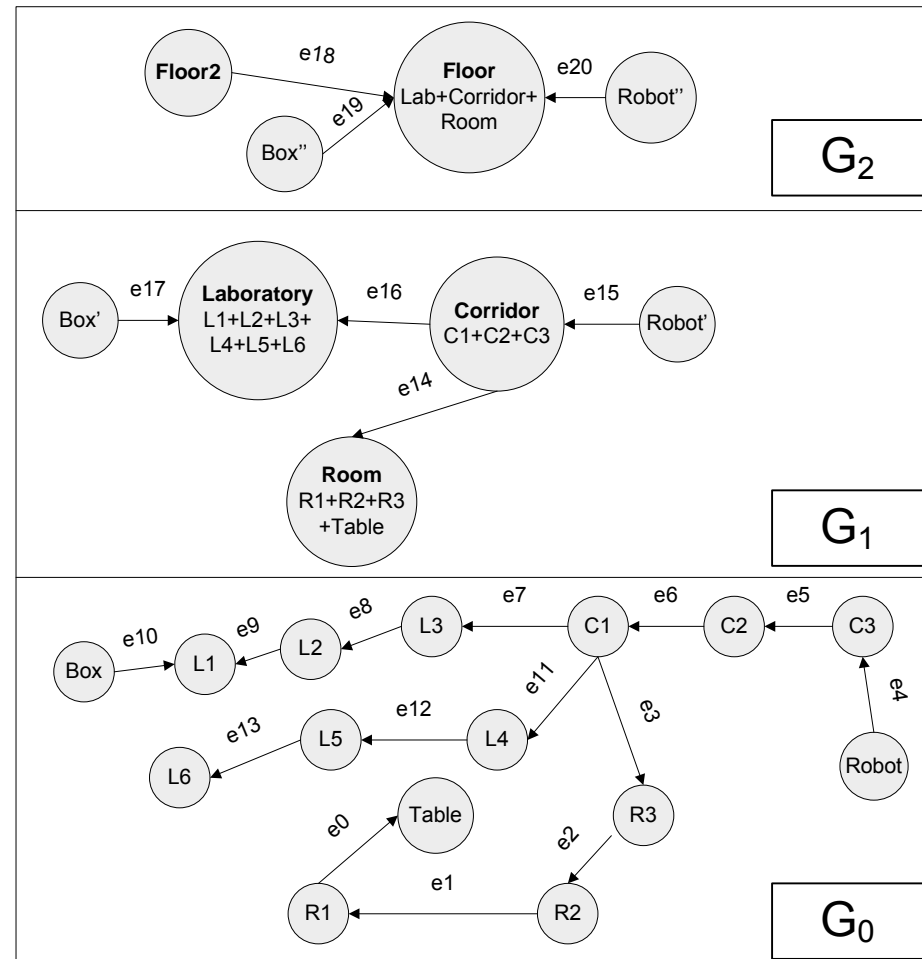 e18
Floor2
Floor
Lab+Corridor+
Room
e20
Robot''
e19
Box''
G2
e17
Box'
Laboratory
L1+L2+L3+
L4+L5+L6
e16
Corridor
C1+C2+C3
e15
Robot'
e14
Room
R1+R2+R3
+Table
G1
e10
Box
L1
e9
L2
e8
L3
e7
C1
e6
C2
e5
C3
e4
Robot
e11
e3
e13
L6
L5
e12
L4
e0
Table
R3
e2
R1
e1
R2
G0